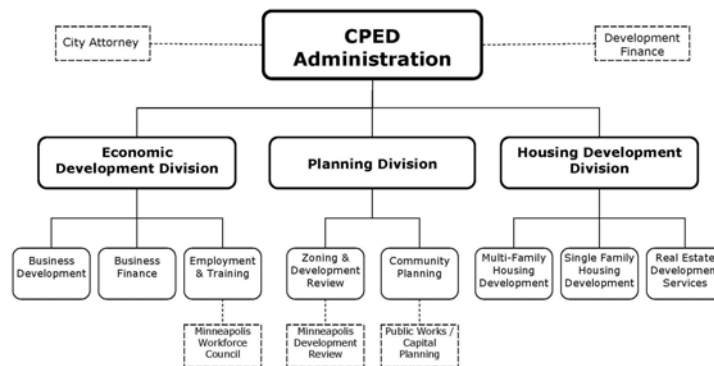 City Attorney
CPED
Administration
Development
Finance
Economic
Development Division
Planning Division
Housing Development
Division
Business
Development
Business
Finance
Employment
& Training
Zoning &
Development
Review
Community
Planning
Multi-Family
Housing
Development
Single Family
Housing
Development
Real Estate
Development
Services
Minneapolis
Workforce
Council
Minneapolis
Development
Review
Public Works /
Capital
Planning